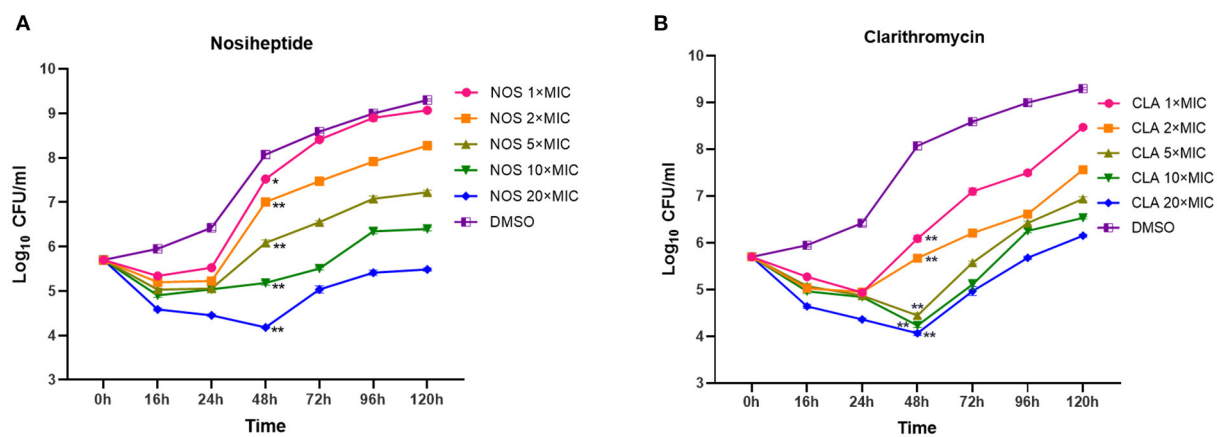 A
Nosiheptide
Log10 CFU/ml
10
9
8
7
6
5
4
3
0h 16h 24h 48h 72h 96h 120h
Time
* 
**
**
**
**
NOS 1×MIC
NOS 2×MIC
NOS 5×MIC
NOS 10×MIC
NOS 20×MIC
DMSO
B
Clarithromycin
Log10 CFU/ml
10
9
8
7
6
5
4
3
0h 16h 24h 48h 72h 96h 120h
Time
**
**
**
**
**
CLA 1×MIC
CLA 2×MIC
CLA 5×MIC
CLA 10×MIC
CLA 20×MIC
DMSO